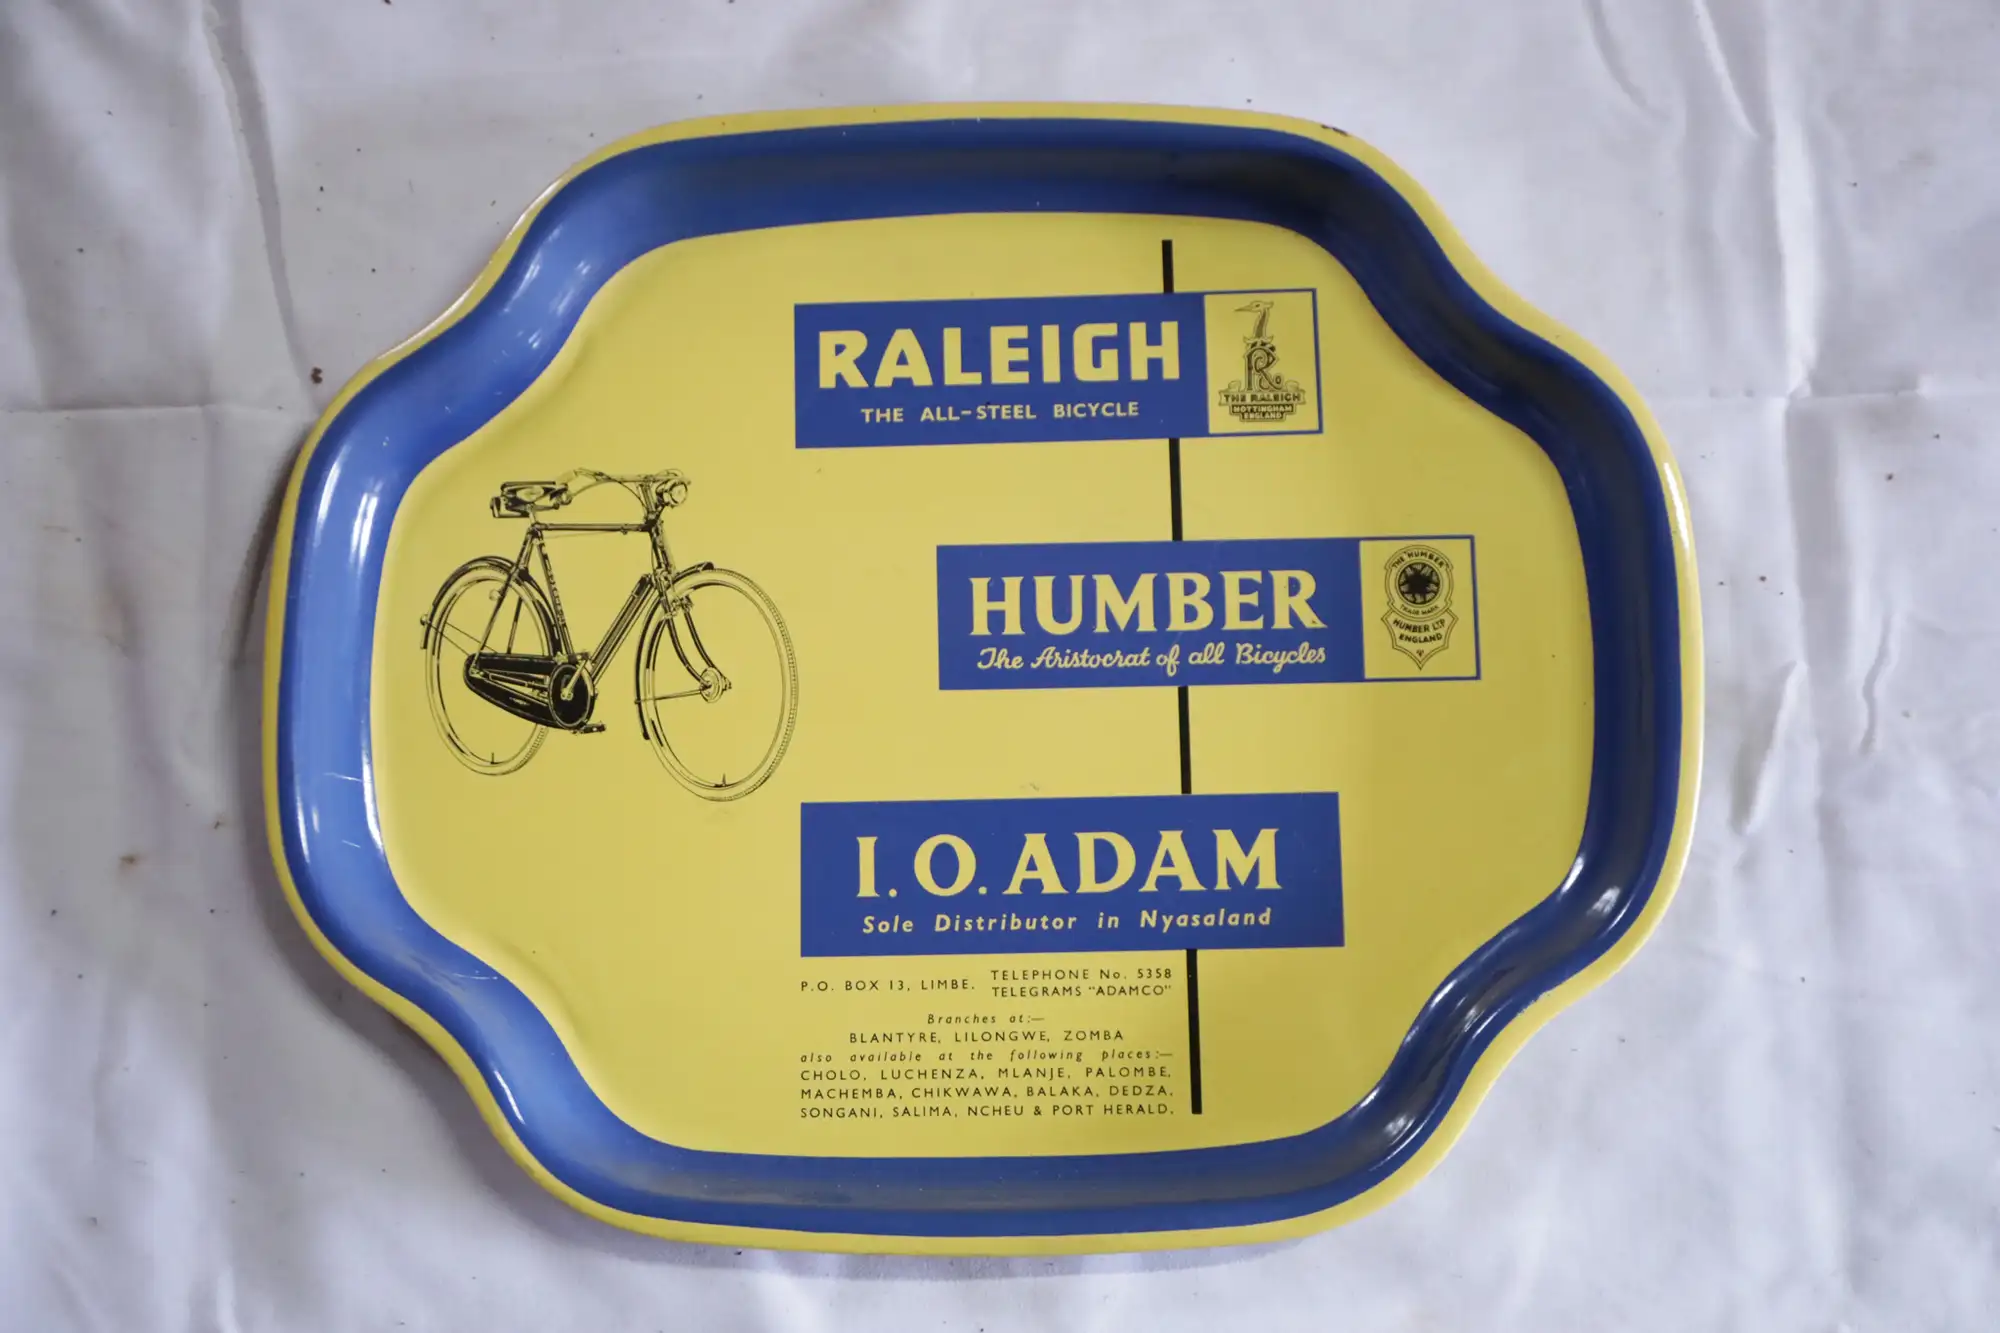 RALEIGH
THE ALL-STEEL BICYCLE
R
THE RALEIGH
NOTTINGHAM
ENGLAND
HUMBER
The Aristocrat of all Bicycles
THE "HUMBER"
TRADE MARK
HUMBER LTD
ENGLAND
I. O. ADAM
Sole Distributor in Nyasaland
P.O. BOX 13, LIMBE.
TELEPHONE No. 5358
TELEGRAMS "ADAMCO"
Branches at:—
BLANTYRE, LILONGWE, ZOMBA
also available at the following places:—
CHOLO, LUCHENZA, MLANJE, PALOMBE,
MACHEMBA, CHIKWAWA, BALAKA, DEDZA,
SONGANI, SALIMA, NCHEU & PORT HERALD.